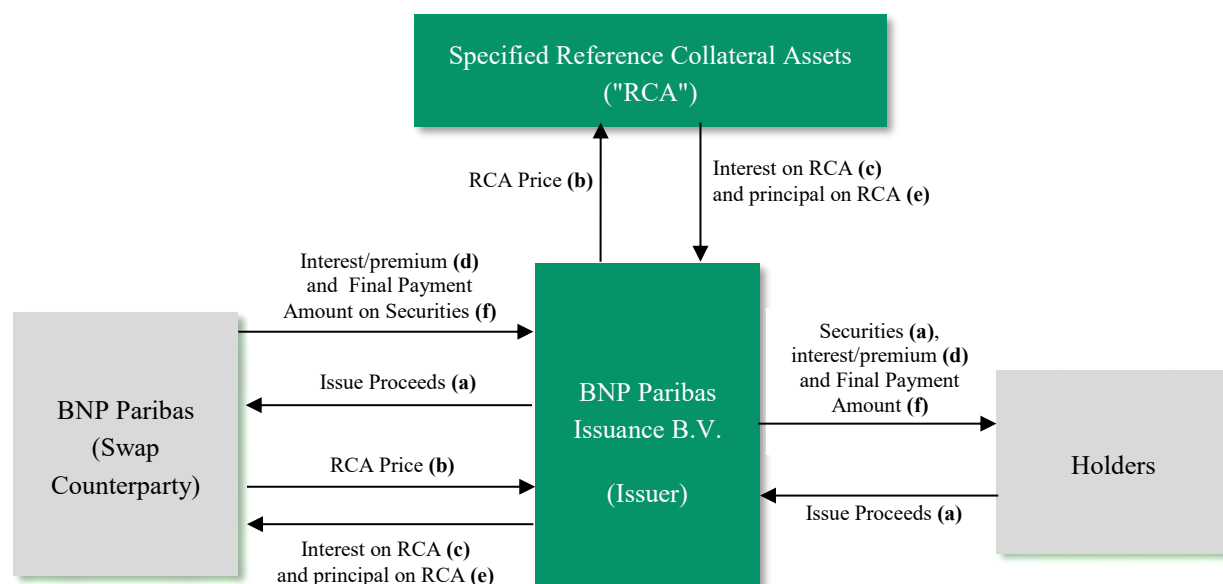 Specified Reference Collateral Assets
("RCA")
RCA Price (b)
Interest on RCA (c)
and principal on RCA (e)
Interest/premium (d)
and Final Payment
Amount on Securities (f)
Issue Proceeds (a)
RCA Price (b)
Interest on RCA (c)
and principal on RCA (e)
BNP Paribas
(Swap
Counterparty)
BNP Paribas
Issuance B.V.
(Issuer)
Securities (a),
interest/premium (d)
and Final Payment
Amount (f)
Issue Proceeds (a)
Holders